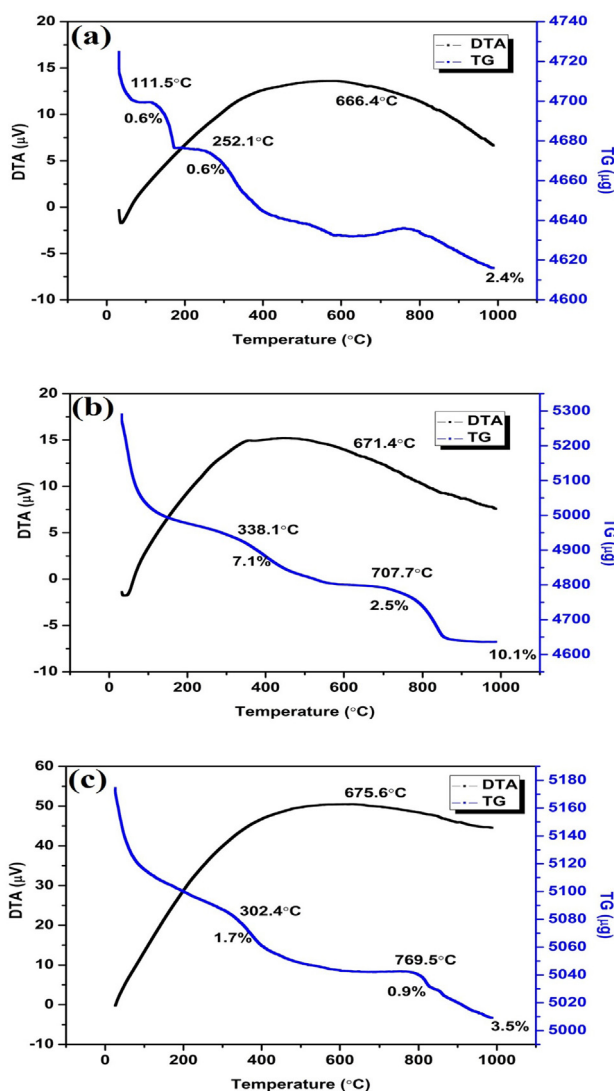 (a)
DTA
TG
111.5°C
0.6%
252.1°C
0.6%
666.4°C
2.4%
20
15
10
5
0
-5
-10
DTA (μV)
4740
4720
4700
4680
4660
4640
4620
4600
TG (μg)
0 200 400 600 800 1000
Temperature (°C)
(b)
DTA
TG
671.4°C
338.1°C
7.1%
707.7°C
2.5%
10.1%
20
15
10
5
0
-5
-10
DTA (μV)
5300
5200
5100
5000
4900
4800
4700
4600
TG (μg)
0 200 400 600 800 1000
Temperature (°C)
(c)
DTA
TG
675.6°C
302.4°C
1.7%
769.5°C
0.9%
3.5%
60
50
40
30
20
10
0
-10
DTA (μV)
5180
5160
5140
5120
5100
5080
5060
5040
5020
5000
TG (μg)
0 200 400 600 800 1000
Temperature (°C)